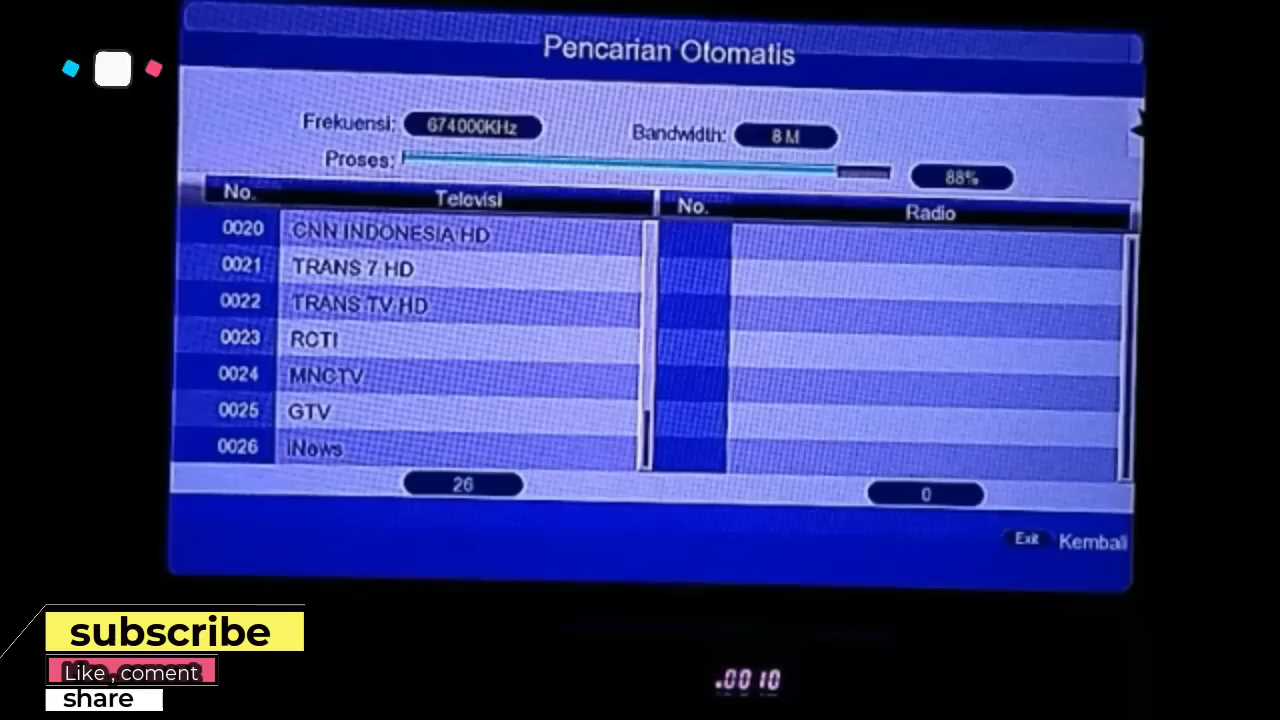 Pencarian Otomatis
Frekuensi: 674000KHz Bandwidth: 8 M
Proses: 88%
No. Televisi No. Radio
0020 CNN INDONESIA HD
0021 TRANS 7 HD
0022 TRANS TV HD
0023 RCTI
0024 MNCTV
0025 GTV
0026 iNews
26 0
Exit Kembali
subscribe
Like , coment
share
.0010